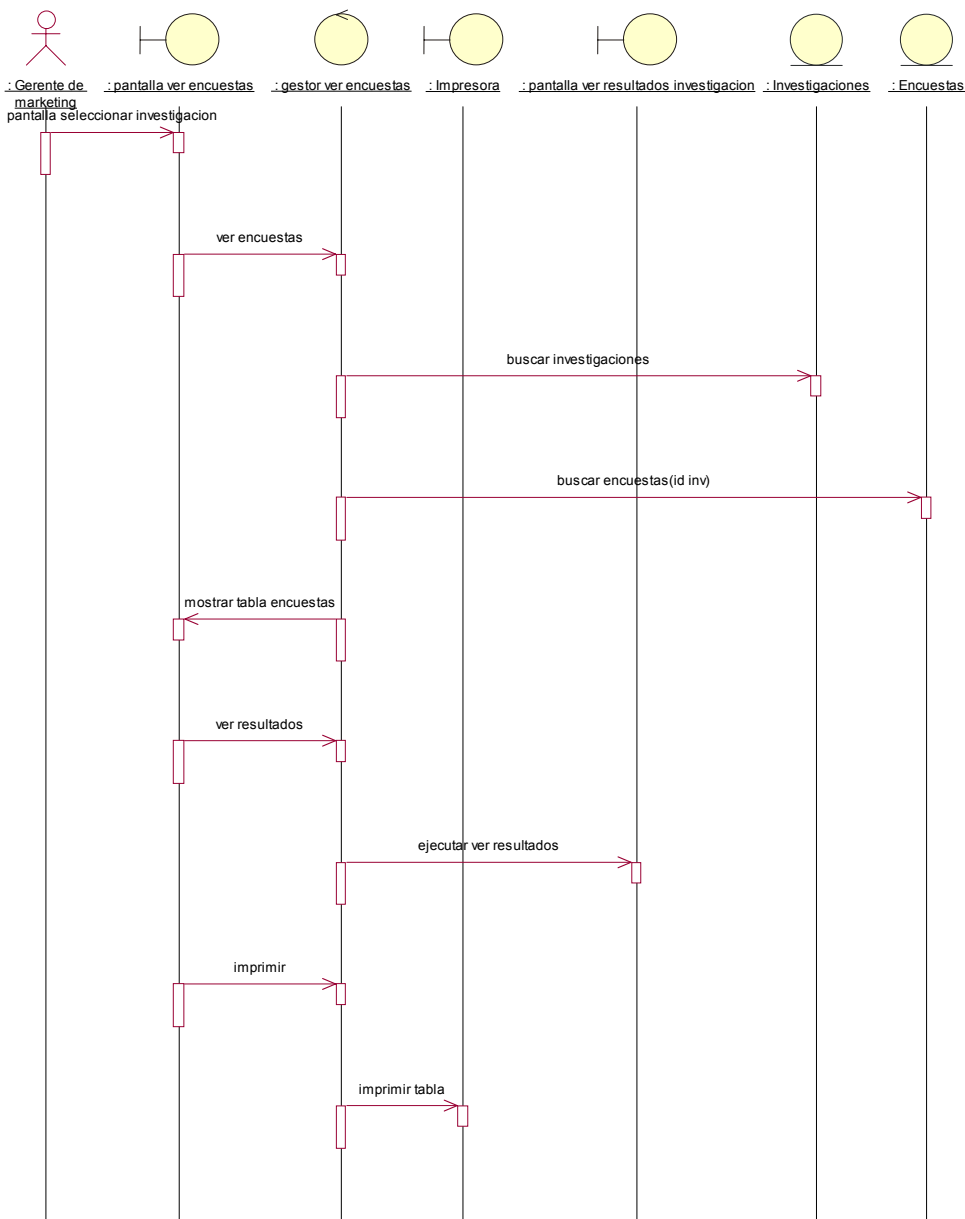 : Gerente de
marketing
: pantalla ver encuestas
: gestor ver encuestas
: Impresora
: pantalla ver resultados investigacion
: Investigaciones
: Encuestas
pantalla seleccionar investigacion
ver encuestas
buscar investigaciones
buscar encuestas(id inv)
mostrar tabla encuestas
ver resultados
ejecutar ver resultados
imprimir
imprimir tabla